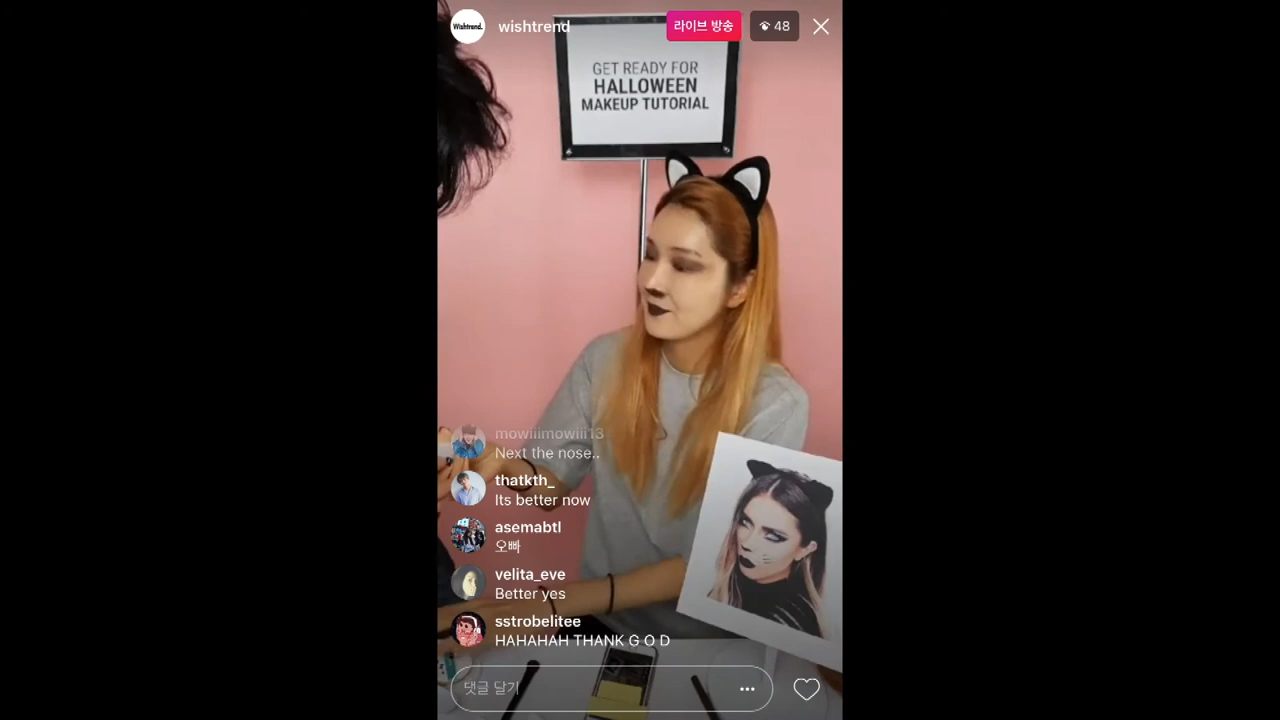 Wishtrend.
wishtrend
라이브 방송
48
GET READY FOR
HALLOWEEN
MAKEUP TUTORIAL
mowiiimowiii13
Next the nose..
thatkth_
Its better now
asemabtl
오빠
velita_eve
Better yes
sstrobelitee
HAHAHAH THANK G O D
댓글 달기